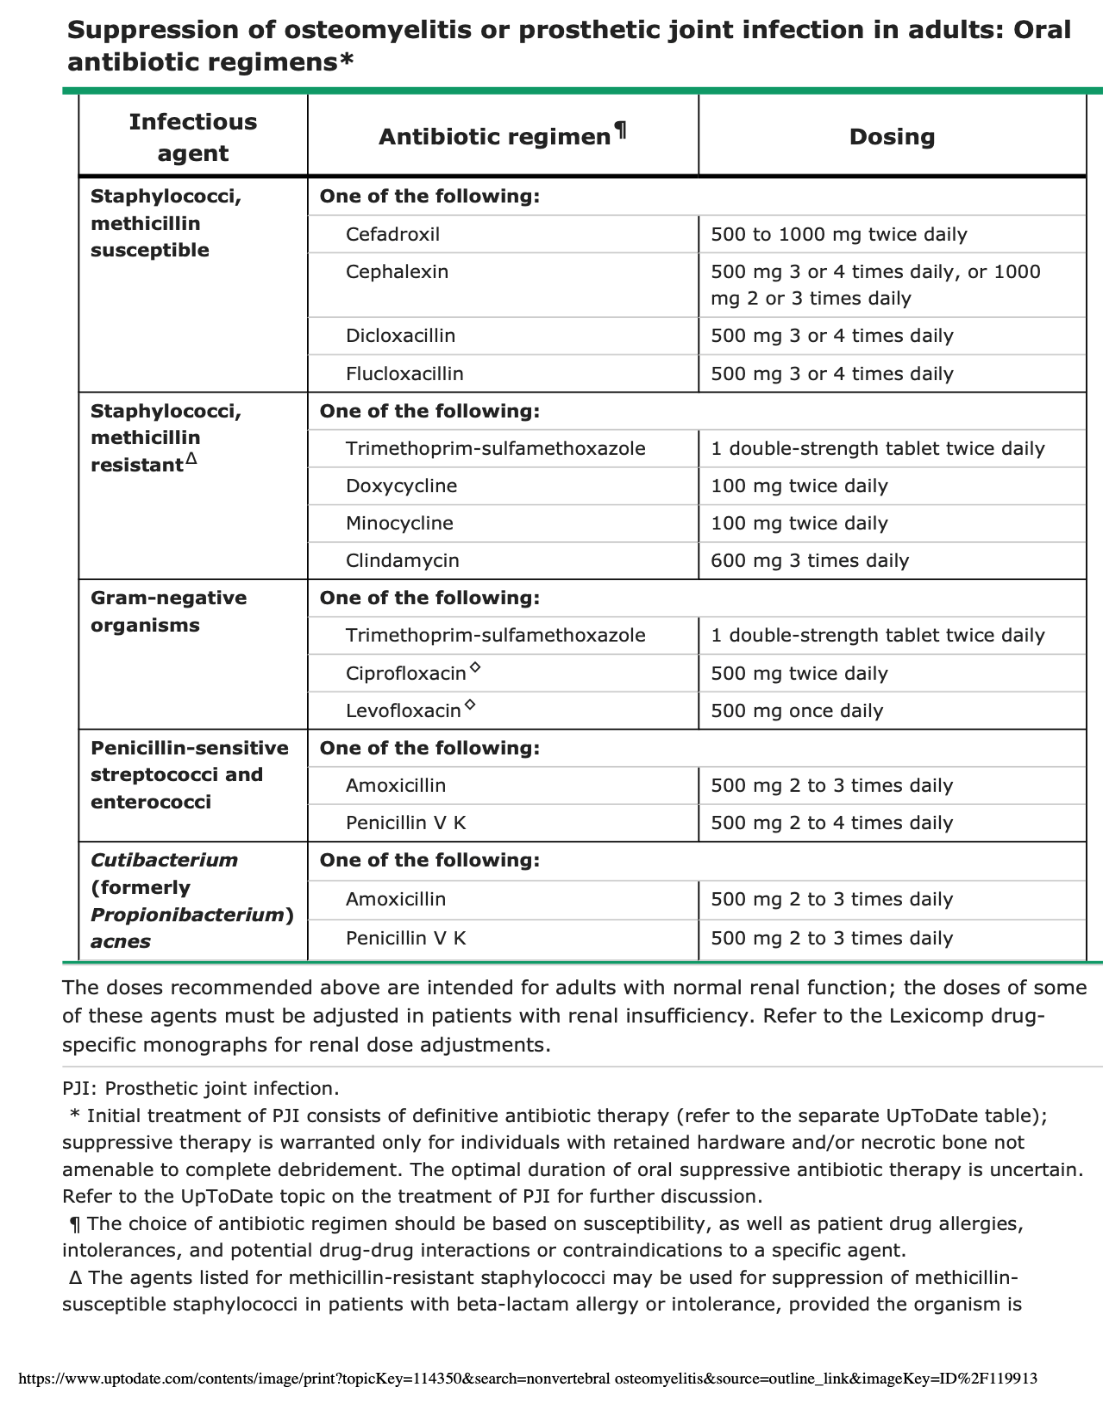 Suppression of osteomyelitis or prosthetic joint infection in adults: Oral
antibiotic regimens*
Infectious
agent
Antibiotic regimen¶
Dosing
Staphylococci,
methicillin
susceptible
One of the following:
Cefadroxil
500 to 1000 mg twice daily
Cephalexin
500 mg 3 or 4 times daily, or 1000
mg 2 or 3 times daily
Dicloxacillin
500 mg 3 or 4 times daily
Flucloxacillin
500 mg 3 or 4 times daily
Staphylococci,
methicillin
resistantΔ
One of the following:
Trimethoprim-sulfamethoxazole
1 double-strength tablet twice daily
Doxycycline
100 mg twice daily
Minocycline
100 mg twice daily
Clindamycin
600 mg 3 times daily
Gram-negative
organisms
One of the following:
Trimethoprim-sulfamethoxazole
1 double-strength tablet twice daily
Ciprofloxacin◇
500 mg twice daily
Levofloxacin◇
500 mg once daily
Penicillin-sensitive
streptococci and
enterococci
One of the following:
Amoxicillin
500 mg 2 to 3 times daily
Penicillin V K
500 mg 2 to 4 times daily
Cutibacterium
(formerly
Propionibacterium)
acnes
One of the following:
Amoxicillin
500 mg 2 to 3 times daily
Penicillin V K
500 mg 2 to 3 times daily
The doses recommended above are intended for adults with normal renal function; the doses of some
of these agents must be adjusted in patients with renal insufficiency. Refer to the Lexicomp drug-
specific monographs for renal dose adjustments.
PJI: Prosthetic joint infection.
* Initial treatment of PJI consists of definitive antibiotic therapy (refer to the separate UpToDate table);
suppressive therapy is warranted only for individuals with retained hardware and/or necrotic bone not
amenable to complete debridement. The optimal duration of oral suppressive antibiotic therapy is uncertain.
Refer to the UpToDate topic on the treatment of PJI for further discussion.
¶ The choice of antibiotic regimen should be based on susceptibility, as well as patient drug allergies,
intolerances, and potential drug-drug interactions or contraindications to a specific agent.
Δ The agents listed for methicillin-resistant staphylococci may be used for suppression of methicillin-
susceptible staphylococci in patients with beta-lactam allergy or intolerance, provided the organism is
https://www.uptodate.com/contents/image/print?topicKey=114350&search=nonvertebral osteomyelitis&source=outline_link&imageKey=ID%2F119913